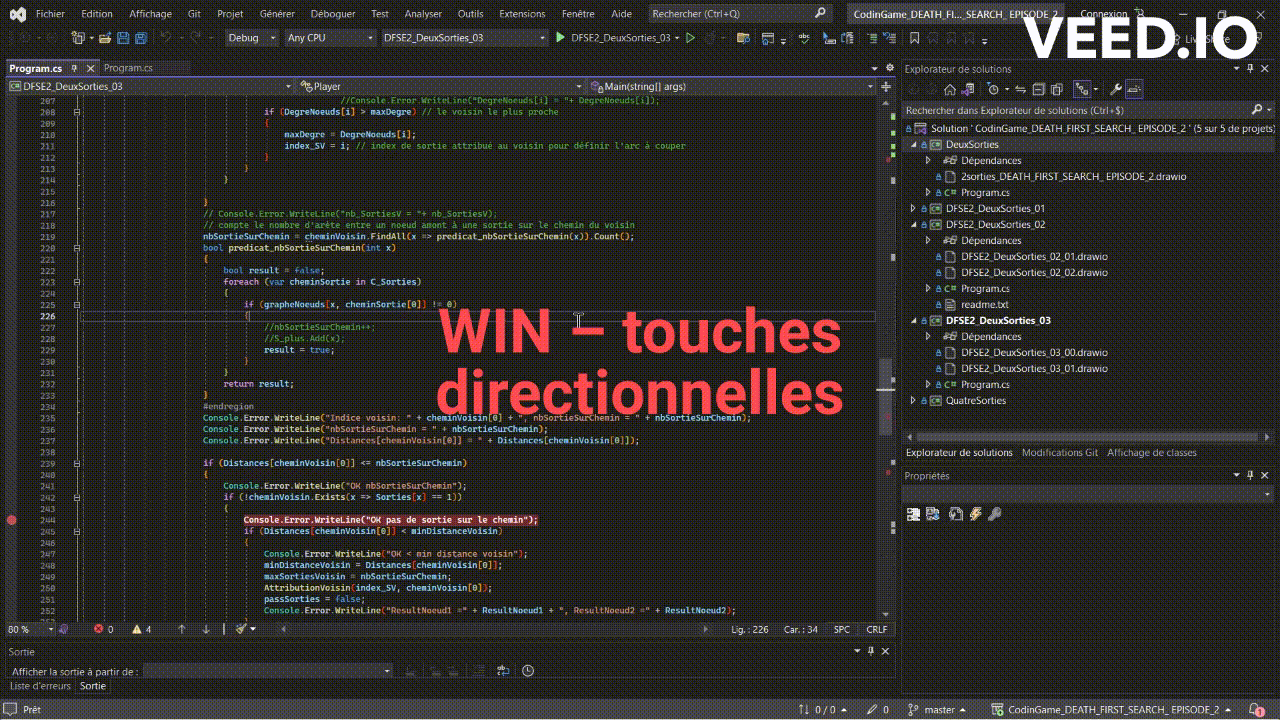 Fichier Edition Affichage Git Projet Générer Déboguer Test Analyser Outils Extensions Fenêtre Aide Rechercher (Ctrl+Q) CodinGame_DEATH_FI..._SEARCH_ EPISODE_2 Connexion
VEED.IO
Debug Any CPU DFSE2_DeuxSorties_03 DFSE2_DeuxSorties_03
Program.cs Program.cs
DFSE2_DeuxSorties_03 Player Main(string[] args)
207 //Console.Error.WriteLine("DegreNoeuds[i] = "+ DegreNoeuds[i]);
208 if (DegreNoeuds[i] > maxDegre) // le voisin le plus proche
209 {
210 maxDegre = DegreNoeuds[i];
211 index_SV = i; // index de sortie attribué au voisin pour définir l'arc à couper
212 }
213 }
214 }
215
216 }
217 // Console.Error.WriteLine("nb_SortiesV = "+ nb_SortiesV);
218 // compte le nombre d'arête entre un noeud amont à une sortie sur le chemin du voisin
219 nbSortieSurChemin = cheminVoisin.FindAll(x => predicat_nbSortieSurChemin(x)).Count();
220 bool predicat_nbSortieSurChemin(int x)
221 {
222 bool result = false;
223 foreach (var cheminSortie in C_Sorties)
224 {
225 if (grapheNoeuds[x, cheminSortie[0]] != 0)
226 {
227 //nbSortieSurChemin++;
228 //S_plus.Add(x);
229 result = true;
230 }
231 }
232 return result;
233 }
234 #endregion
235 Console.Error.WriteLine("Indice voisin: " + cheminVoisin[0] + ", nbSortieSurChemin = " + nbSortieSurChemin);
236 Console.Error.WriteLine("nbSortieSurChemin = " + nbSortieSurChemin);
237 Console.Error.WriteLine("Distances[cheminVoisin[0]] = " + Distances[cheminVoisin[0]]);
238
239 if (Distances[cheminVoisin[0]] <= nbSortieSurChemin)
240 {
241 Console.Error.WriteLine("OK nbSortieSurChemin");
242 if (!cheminVoisin.Exists(x => Sorties[x] == 1))
243 {
244 Console.Error.WriteLine("OK pas de sortie sur le chemin");
245 if (Distances[cheminVoisin[0]] < minDistanceVoisin)
246 {
247 Console.Error.WriteLine("OK < min distance voisin");
248 minDistanceVoisin = Distances[cheminVoisin[0]];
249 maxSortiesVoisin = nbSortieSurChemin;
250 AttributionVoisin(index_SV, cheminVoisin[0]);
251 passSorties = false;
252 Console.Error.WriteLine("ResultNoeud1 =" + ResultNoeud1 + ", ResultNoeud2 =" + ResultNoeud2);
WIN – touches
directionnelles
80 % 0 4 Lig. : 226 Car. : 34 SPC CRLF
Sortie
Afficher la sortie à partir de :
Liste d'erreurs Sortie
Explorateur de solutions
Rechercher dans Explorateur de solutions (Ctrl+$)
Solution ' CodinGame_DEATH_FIRST_SEARCH_ EPISODE_2 ' (5 sur 5 de projets)
DeuxSorties
Dépendances
2sorties_DEATH_FIRST_SEARCH_ EPISODE_2.drawio
Program.cs
DFSE2_DeuxSorties_01
DFSE2_DeuxSorties_02
Dépendances
DFSE2_DeuxSorties_02_01.drawio
DFSE2_DeuxSorties_02_02.drawio
Program.cs
readme.txt
DFSE2_DeuxSorties_03
Dépendances
DFSE2_DeuxSorties_03_00.drawio
DFSE2_DeuxSorties_03_01.drawio
Program.cs
QuatreSorties
Explorateur de solutions Modifications Git Affichage de classes
Propriétés
Prêt 0 / 0 0 master CodinGame_DEATH_FIRST_SEARCH_ EPISODE_2 1